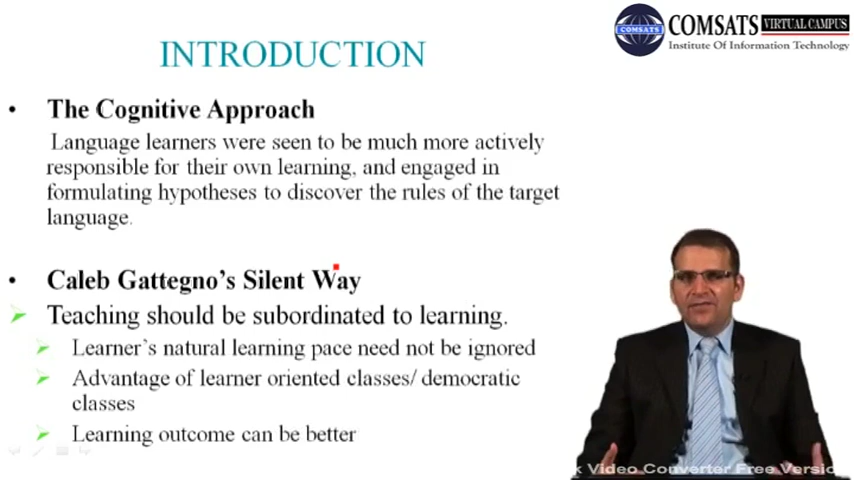 COMSATS
COMSATS VIRTUAL CAMPUS
Institute Of Information Technology
INTRODUCTION
• The Cognitive Approach
Language learners were seen to be much more actively
responsible for their own learning, and engaged in
formulating hypotheses to discover the rules of the target
language.
• Caleb Gattegno's Silent Way
Teaching should be subordinated to learning.
Learner's natural learning pace need not be ignored
Advantage of learner oriented classes/ democratic
classes
Learning outcome can be better
Video Converter Free Versio